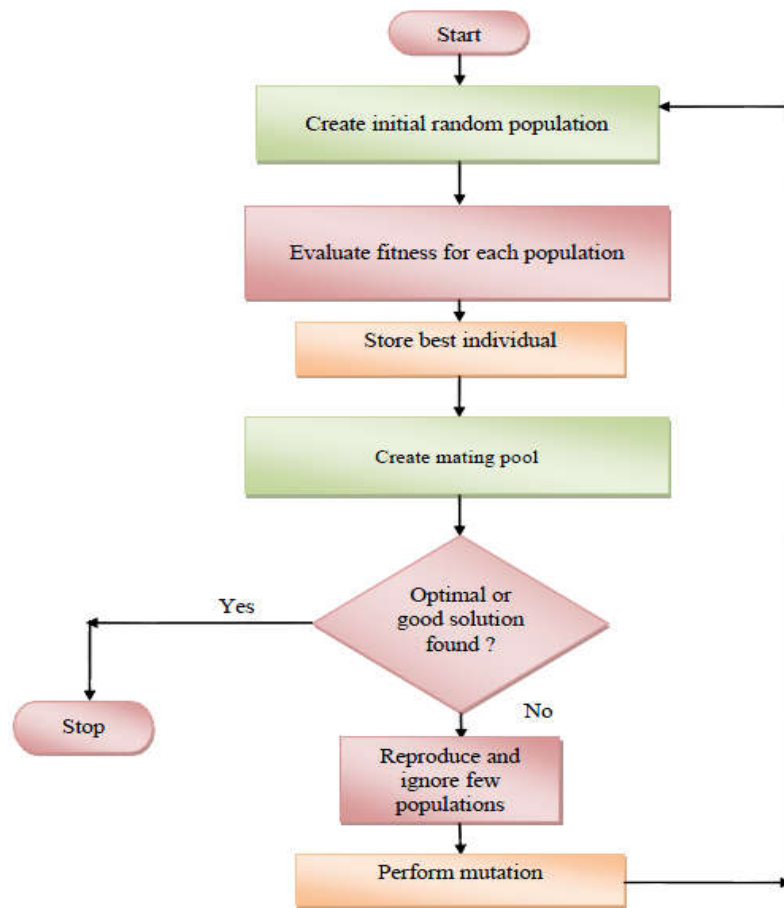 Start
Create initial random population
Evaluate fitness for each population
Store best individual
Create mating pool
Optimal or
good solution
found ?
Yes
Stop
No
Reproduce and
ignore few
populations
Perform mutation